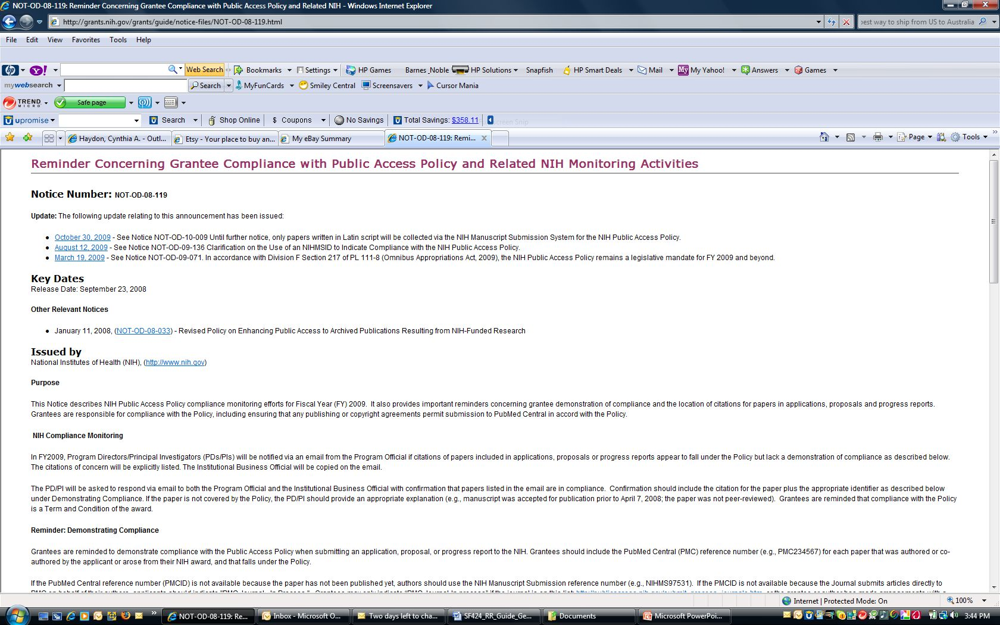 NOT-OD-08-119: Reminder Concerning Grantee Compliance with Public Access Policy and Related NIH - Windows Internet Explorer
http://grants.nih.gov/grants/guide/notice-files/NOT-OD-08-119.html
est way to ship from US to Australia
File Edit View Favorites Tools Help
hp Y! Web Search Bookmarks Settings HP Games Barnes_Noble HP Solutions Snapfish HP Smart Deals Mail My My Yahoo! Answers Games
mywebsearch Search MyFunCards Smiley Central Screensavers Cursor Mania
TREND MICRO Safe page
upromise Search Shop Online $ Coupons No Savings Total Savings: $358.11 screen Snip
Haydon, Cynthia A. - Outl... Etsy - Your place to buy an... My eBay Summary NOT-OD-08-119: Remi... Page Tools
Reminder Concerning Grantee Compliance with Public Access Policy and Related NIH Monitoring Activities
Notice Number: NOT-OD-08-119
Update: The following update relating to this announcement has been issued:
October 30, 2009 - See Notice NOT-OD-10-009 Until further notice, only papers written in Latin script will be collected via the NIH Manuscript Submission System for the NIH Public Access Policy.
August 12, 2009 - See Notice NOT-OD-09-136 Clarification on the Use of an NIHMSID to Indicate Compliance with the NIH Public Access Policy.
March 19, 2009 - See Notice NOT-OD-09-071. In accordance with Division F Section 217 of PL 111-8 (Omnibus Appropriations Act, 2009), the NIH Public Access Policy remains a legislative mandate for FY 2009 and beyond.
Key Dates
Release Date: September 23, 2008
Other Relevant Notices
January 11, 2008, (NOT-OD-08-033) - Revised Policy on Enhancing Public Access to Archived Publications Resulting from NIH-Funded Research
Issued by
National Institutes of Health (NIH), (http://www.nih.gov)
Purpose
This Notice describes NIH Public Access Policy compliance monitoring efforts for Fiscal Year (FY) 2009. It also provides important reminders concerning grantee demonstration of compliance and the location of citations for papers in applications, proposals and progress reports.
Grantees are responsible for compliance with the Policy, including ensuring that any publishing or copyright agreements permit submission to PubMed Central in accord with the Policy.
NIH Compliance Monitoring
In FY2009, Program Directors/Principal Investigators (PDs/PIs) will be notified via an email from the Program Official if citations of papers included in applications, proposals or progress reports appear to fall under the Policy but lack a demonstration of compliance as described below.
The citations of concern will be explicitly listed. The Institutional Business Official will be copied on the email.
The PD/PI will be asked to respond via email to both the Program Official and the Institutional Business Official with confirmation that papers listed in the email are in compliance. Confirmation should include the citation for the paper plus the appropriate identifier as described below
under Demonstrating Compliance. If the paper is not covered by the Policy, the PD/PI should provide an appropriate explanation (e.g., manuscript was accepted for publication prior to April 7, 2008; the paper was not peer-reviewed). Grantees are reminded that compliance with the Policy
is a Term and Condition of the award.
Reminder: Demonstrating Compliance
Grantees are reminded to demonstrate compliance with the Public Access Policy when submitting an application, proposal, or progress report to the NIH. Grantees should include the PubMed Central (PMC) reference number (e.g., PMC234567) for each paper that was authored or co-
authored by the applicant or arose from their NIH award, and that falls under the Policy.
If the PubMed Central reference number (PMCID) is not available because the paper has not been published yet, authors should use the NIH Manuscript Submission reference number (e.g., NIHMS97531). If the PMCID is not available because the Journal submits articles directly to
Internet | Protected Mode: On 100%
NOT-OD-08-119: Re... Inbox - Microsoft O... Two days left to cha... SF424_RR_Guide_Ge... Documents Microsoft PowerPoi... 3:44 PM